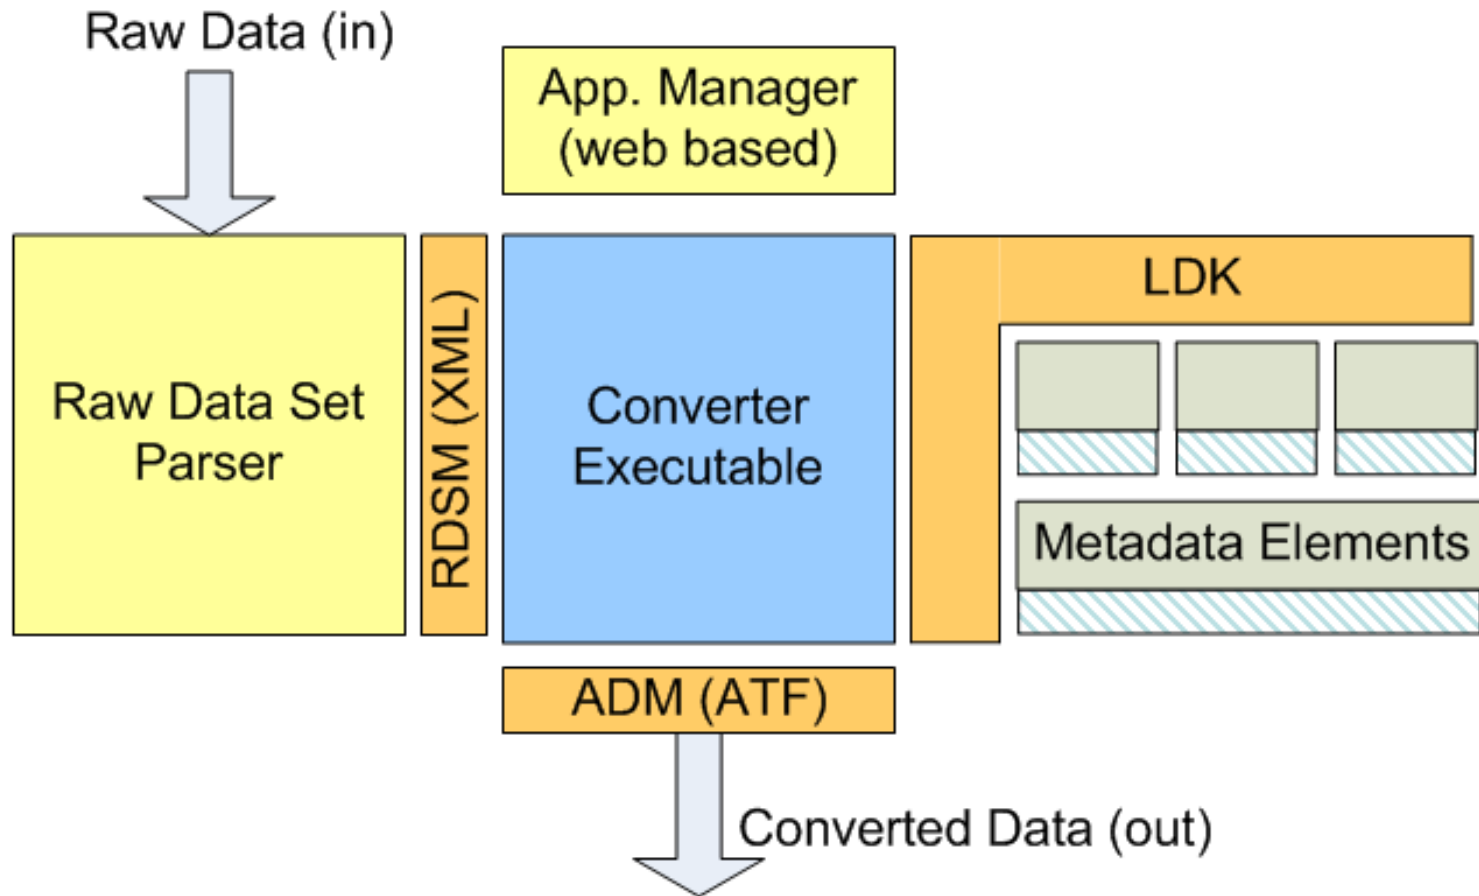 Raw Data (in)
App. Manager
(web based)
Raw Data Set
Parser
RDSM (XML)
Converter
Executable
LDK
Metadata Elements
ADM (ATF)
Converted Data (out)